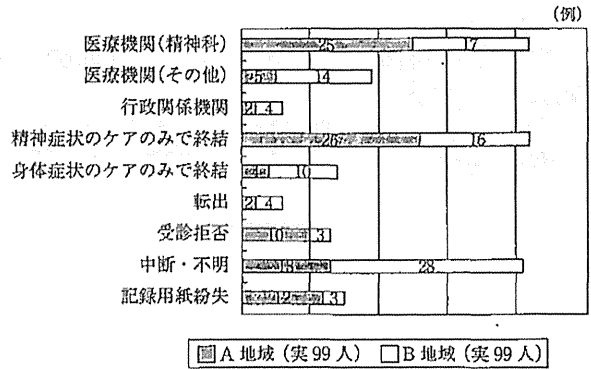 (例)
医療機関(精神科) 25 17
医療機関(その他) 5 14
行政関係機関 2 4
精神症状のケアのみで終結 26 16
身体症状のケアのみで終結 4 10
転出 2 4
受診拒否 10 3
中断・不明 13 28
記録用紙紛失 12 3
A地域(実99人) B地域(実99人)